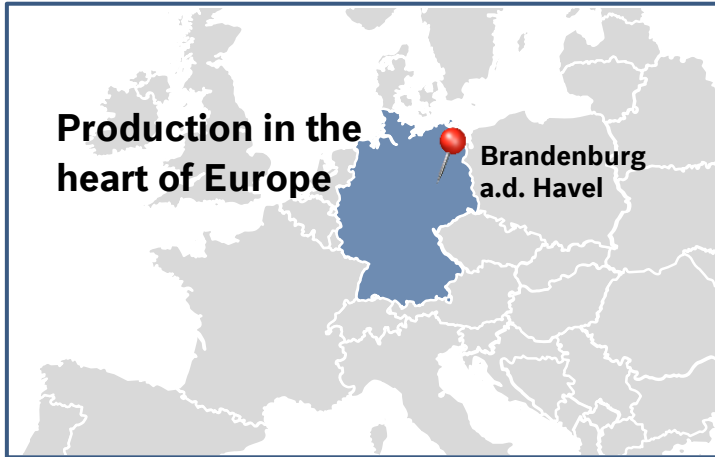 Production in the
heart of Europe
Brandenburg
a.d. Havel